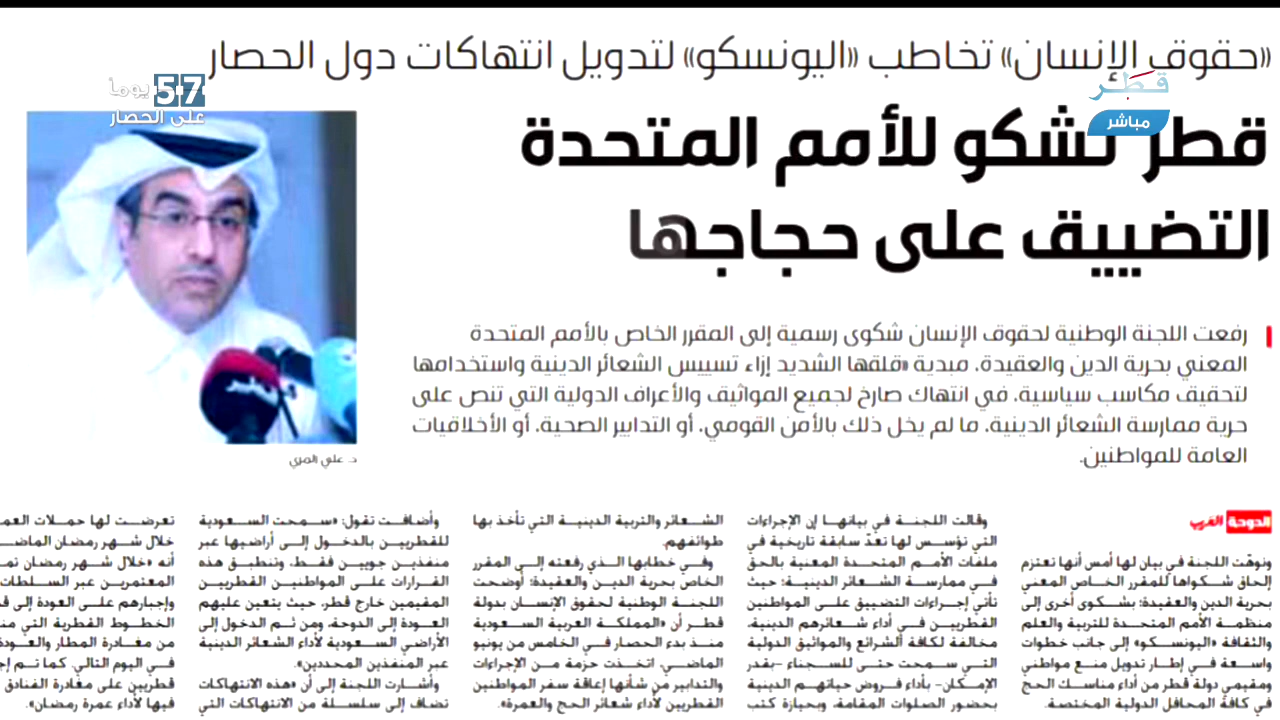 «حقوق الإنسان» تخاطب «اليونسكو» لتدويل انتهاكات دول الحصار
57 يوماً
على الحصار
قطر
مباشر
قطر تشكو للأمم المتحدة
التضييق على حجاجها
رفعت اللجنة الوطنية لحقوق الإنسان شكوى رسمية إلى المقرر الخاص بالأمم المتحدة
المعني بحرية الدين والعقيدة، مبدية «قلقها الشديد إزاء تسييس الشعائر الدينية واستخدامها
لتحقيق مكاسب سياسية، في انتهاك صارخ لجميع المواثيق والأعراف الدولية التي تنص على
حرية ممارسة الشعائر الدينية، ما لم يخل ذلك بالأمن القومي، أو التدابير الصحية، أو الأخلاقيات
العامة للمواطنين.
د. علي المري
الدوحة العرب
ونوهّت اللجنة في بيان لها أمس أنها تعتزم
إلحاق شكواها للمقرر الخاص المعني
بحرية الدين والعقيدة؛ بشكوى أخرى إلى
منظمة الأمم المتحدة للتربية والعلم
والثقافة «اليونسكو» إلى جانب خطوات
واسعة في إطار تدويل منع مواطني
ومقيمي دولة قطر من أداء مناسك الحج
في كافة المحافل الدولية المختصة.
وقالت اللجنة في بيانها إن الإجراءات
التي تؤسس لها تعدّ سابقة تاريخية في
ملفات الأمم المتحدة المعنية بالحق
في ممارسة الشعائر الدينية؛ حيث
تأتي إجراءات التضييق على المواطنين
القطريين في أداء شعائرهم الدينية،
مخالفة لكافة الشرائع والمواثيق الدولية
التي سمحت حتى للسجناء -بقدر
الإمكان- بأداء فروض حياتهم الدينية
بحضور الصلوات المقامة، وبحيازة كتب
الشعائر والتربية الدينية التي تأخذ بها
طوائفهم.
وفي خطابها الذي رفعته إلى المقرر
الخاص بحرية الدين والعقيدة؛ أوضحت
اللجنة الوطنية لحقوق الإنسان بدولة
قطر أن «المملكة العربية السعودية
منذ بدء الحصار في الخامس من يونيو
الماضي، اتخذت حزمة من الإجراءات
والتدابير من شأنها إعاقة سفر المواطنين
القطريين لأداء شعائر الحج والعمرة».
وأضافت تقول: «سمحت السعودية
للقطريين بالدخول إلى أراضيها عبر
منفذين جويين فقط، وتنطبق هذه
القرارات على المواطنين القطريين
المقيمين خارج قطر، حيث يتعين عليهم
العودة إلى الدوحة، ومن ثم الدخول إلى
الأراضي السعودية لأداء الشعائر الدينية
عبر المنفذين المحددين».
وأشارت اللجنة إلى أن «هذه الانتهاكات
تضاف إلى سلسلة من الانتهاكات التي
تعرضت لها حملات
خلال شهر رمضان
أنه «خلال شهر رمضان
المعتمرين عبر السلطات
وإجبارهم على العودة إلى
الخطوط القطرية التي
من مغادرة المطار
في اليوم التالي. كما تم
قطريين على مغادرة الفنادق
فيها لأداء عمرة رمضان».